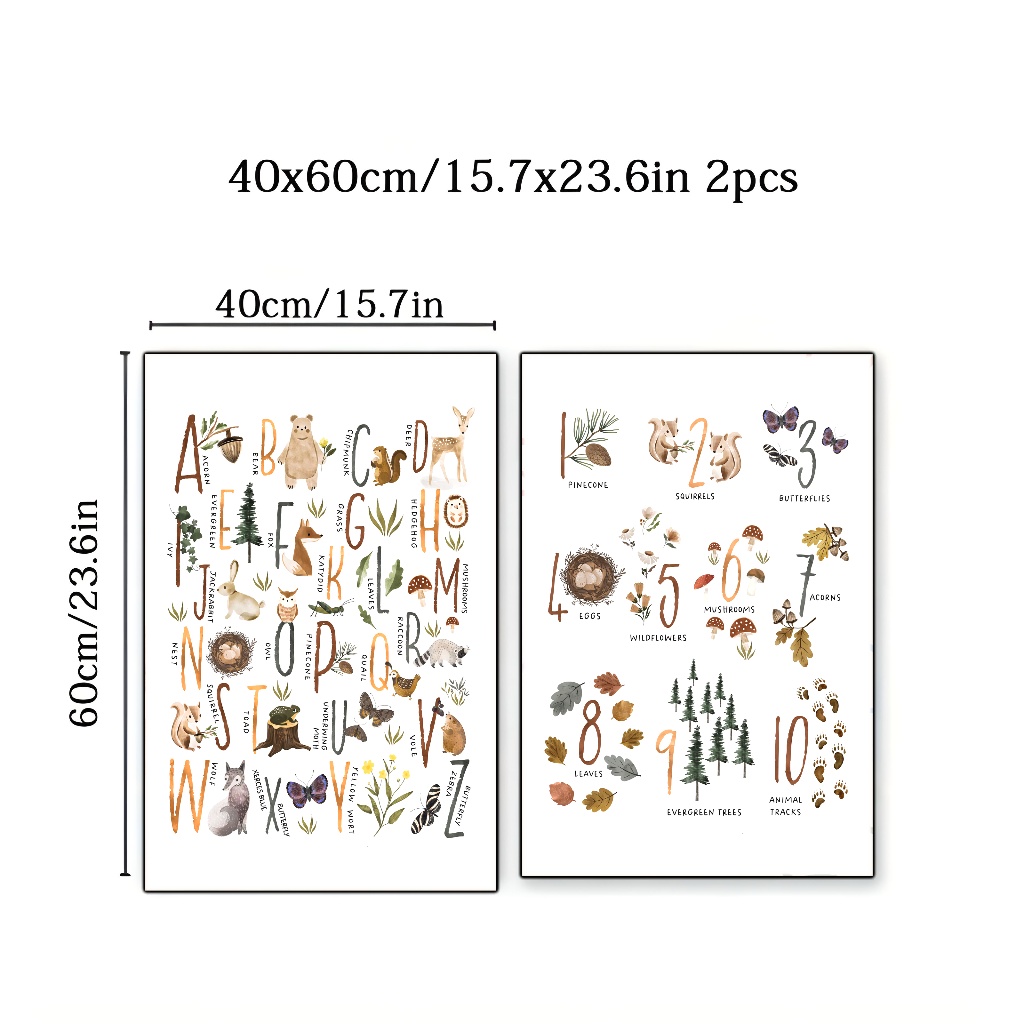 40x60cm/15.7x23.6in 2pcs
40cm/15.7in
60cm/23.6in
A ACORN
B BEAR
C CHIPMUNK
D DEER
E EVERGREEN
F FOX
G GRASS
H HEDGEHOG
I IVY
J JACKRABBIT
K KATYDID
L LEAVES
M MUSHROOMS
N NEST
O OWL
P PINECONE
Q QUAIL
R RACCOON
S SQUIRREL
T TOAD
U UNDERWING MOTH
V VOLE
W WOLF
X XERCES BLUE BUTTERFLY
Y YELLOW WORT
Z ZEBRA BUTTERFLY
1
PINECONE
2
SQUIRRELS
3
BUTTERFLIES
4
EGGS
5
WILDFLOWERS
6
MUSHROOMS
7
ACORNS
8
LEAVES
9
EVERGREEN TREES
10
ANIMAL
TRACKS